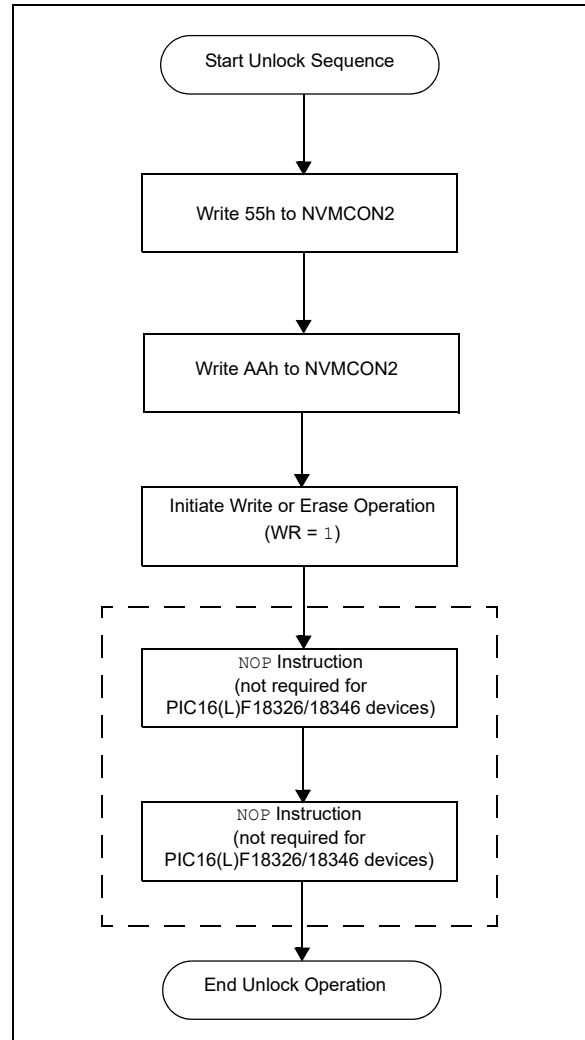 Start Unlock Sequence
Write 55h to NVMCON2
Write AAh to NVMCON2
Initiate Write or Erase Operation
(WR = 1)
NOP Instruction
(not required for
PIC16(L)F18326/18346 devices)
NOP Instruction
(not required for
PIC16(L)F18326/18346 devices)
End Unlock Operation